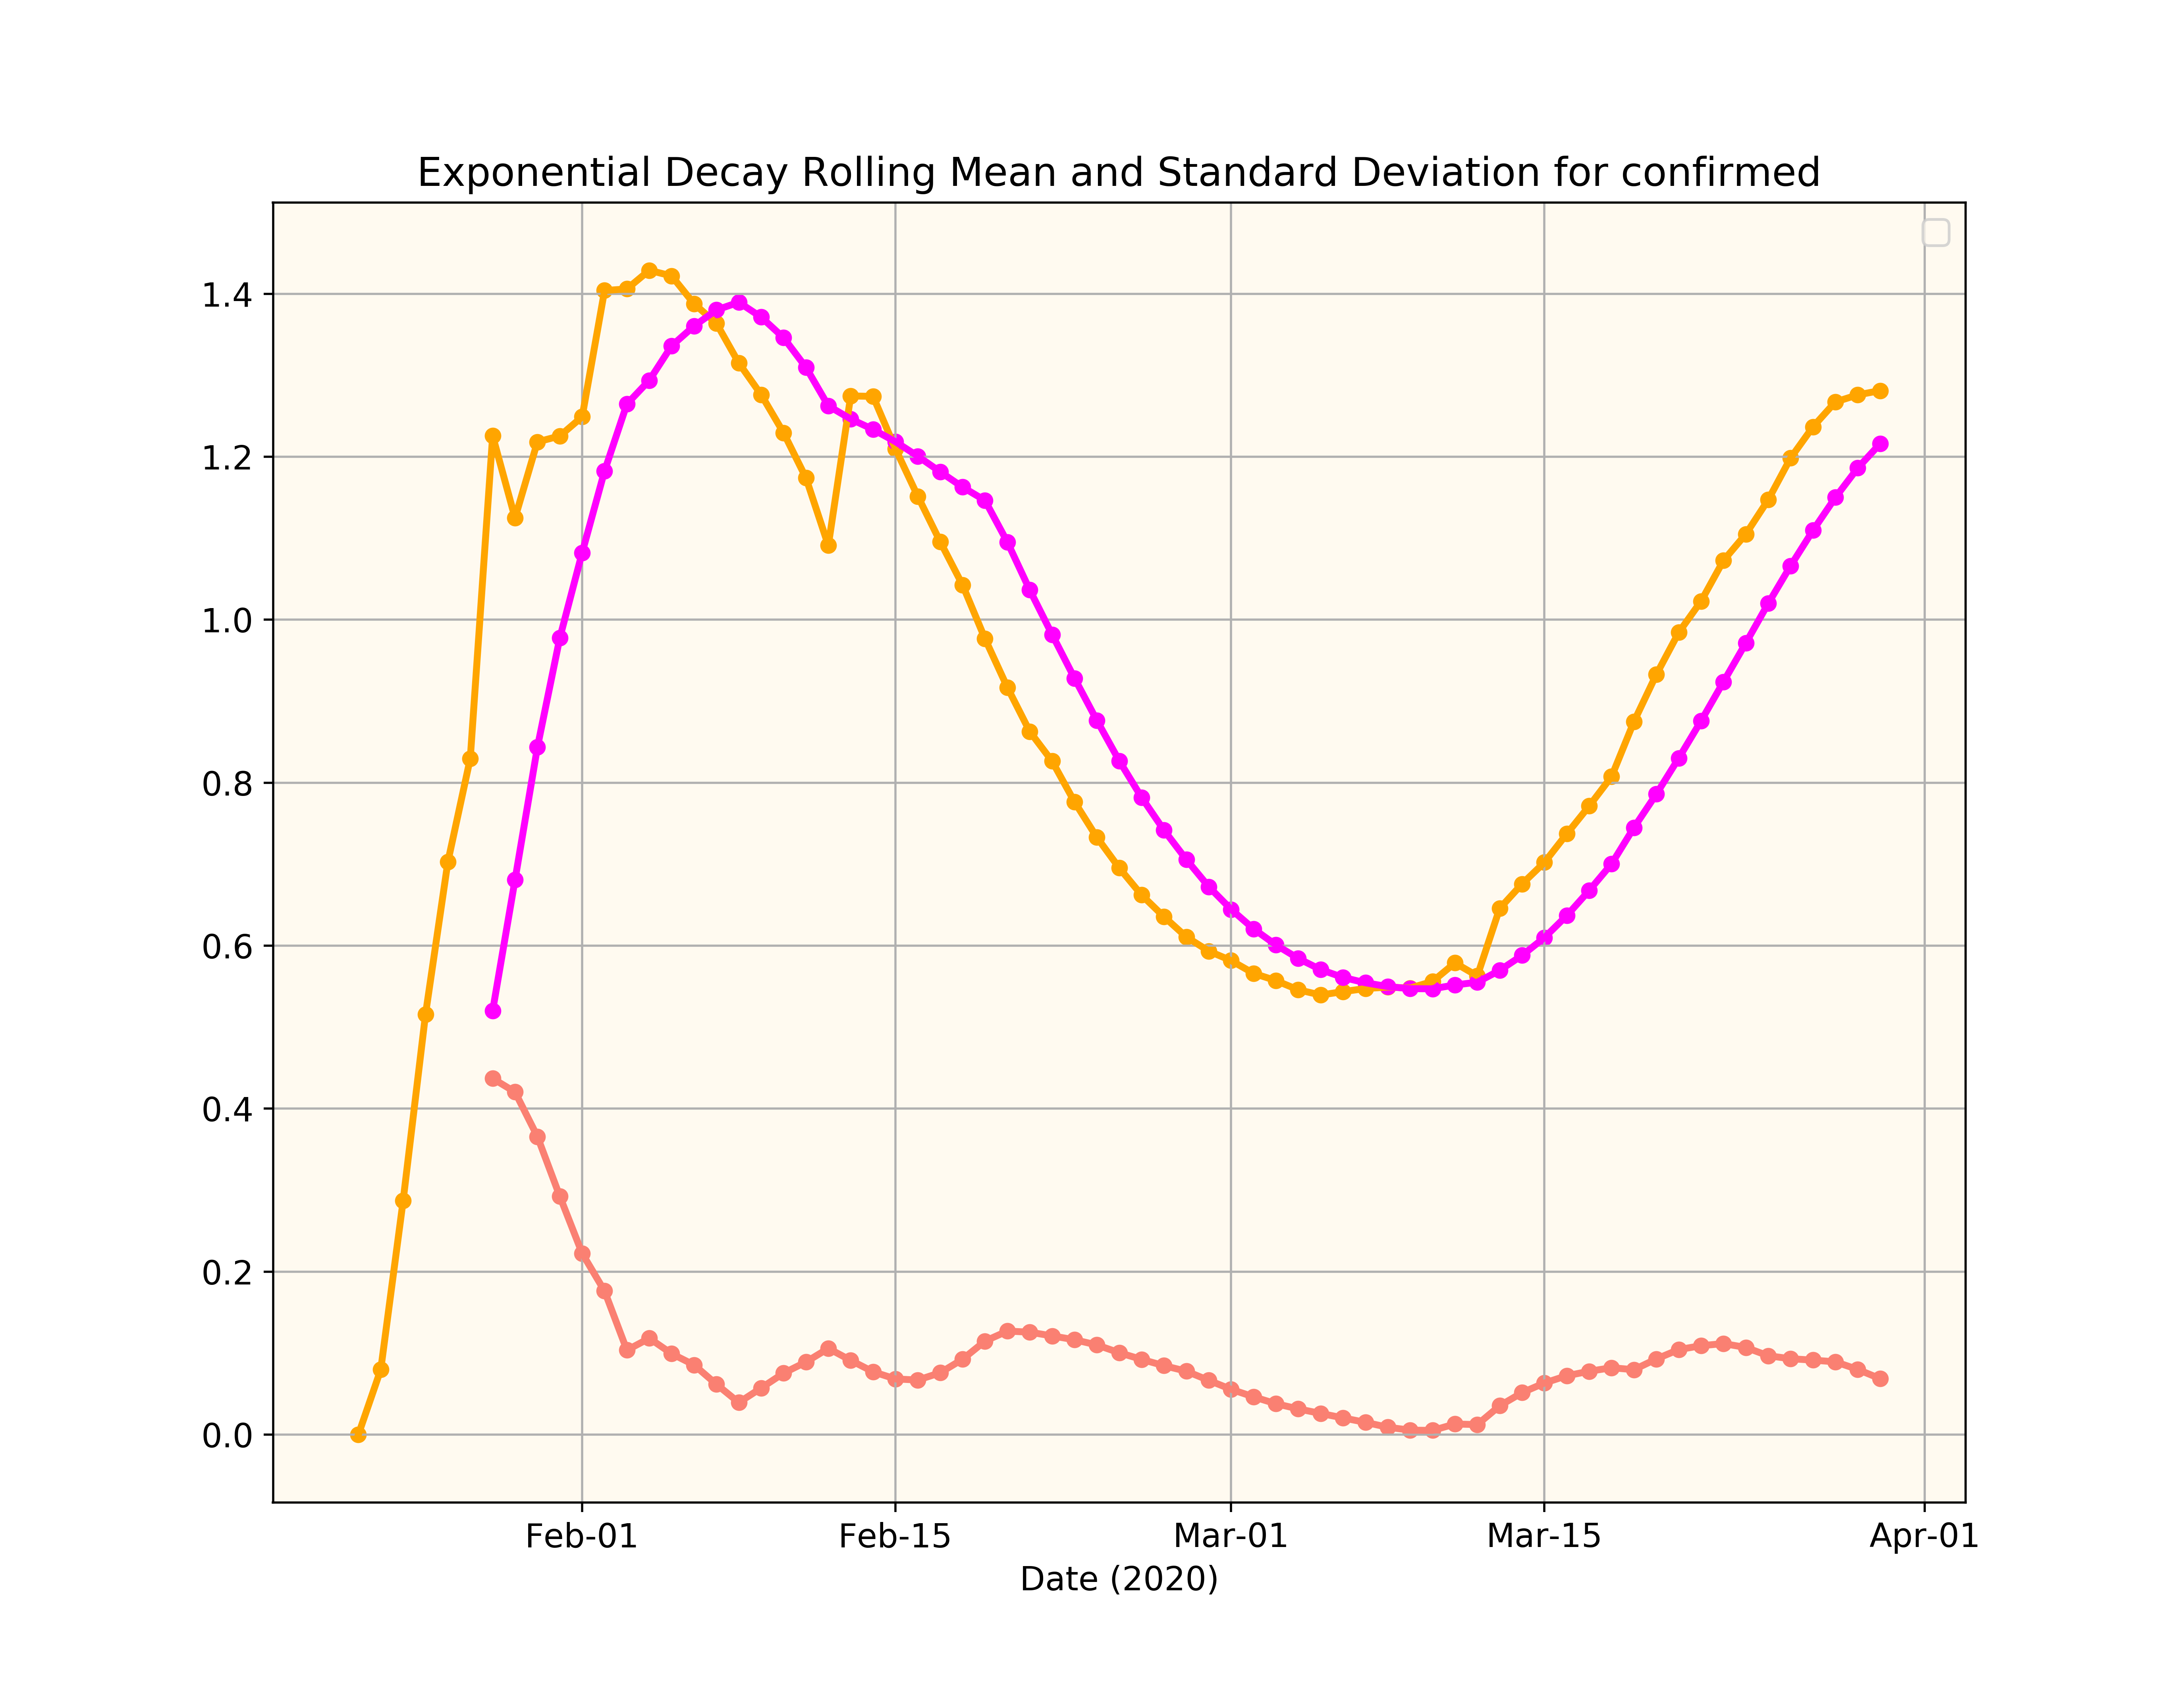 Exponential Decay Rolling Mean and Standard Deviation for confirmed
1.4
1.2
1.0
0.8
0.6
0.4
0.2
0.0
Feb-01 Feb-15 Mar-01 Mar-15 Apr-01
Date (2020)